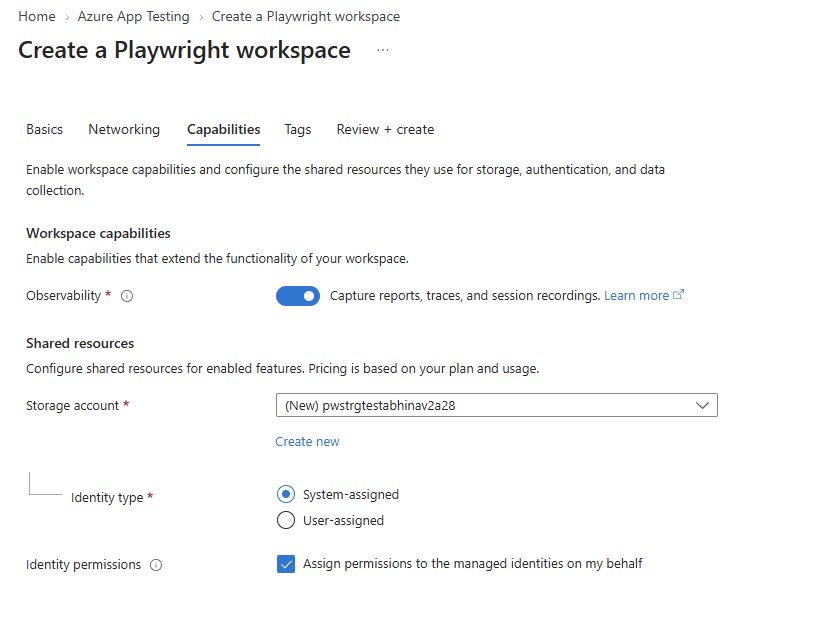 Home > Azure App Testing > Create a Playwright workspace
Create a Playwright workspace ...
Basics Networking Capabilities Tags Review + create
Enable workspace capabilities and configure the shared resources they use for storage, authentication, and data
collection.
Workspace capabilities
Enable capabilities that extend the functionality of your workspace.
Observability * Capture reports, traces, and session recordings. Learn more
Shared resources
Configure shared resources for enabled features. Pricing is based on your plan and usage.
Storage account * (New) pwstrgtestabhinav2a28
Create new
Identity type * System-assigned
User-assigned
Identity permissions Assign permissions to the managed identities on my behalf